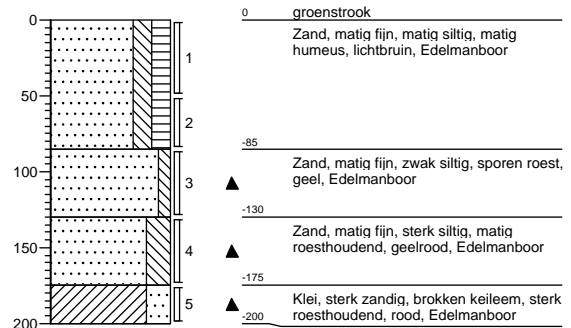 0
50
100
150
200
1
2
3
4
5
0
groenstrook
Zand, matig fijn, matig siltig, matig
humeus, lichtbruin, Edelmanboor
-85
Zand, matig fijn, zwak siltig, sporen roest,
geel, Edelmanboor
-130
Zand, matig fijn, sterk siltig, matig
roesthoudend, geelrood, Edelmanboor
-175
Klei, sterk zandig, brokken keileem, sterk
roesthoudend, rood, Edelmanboor
-200